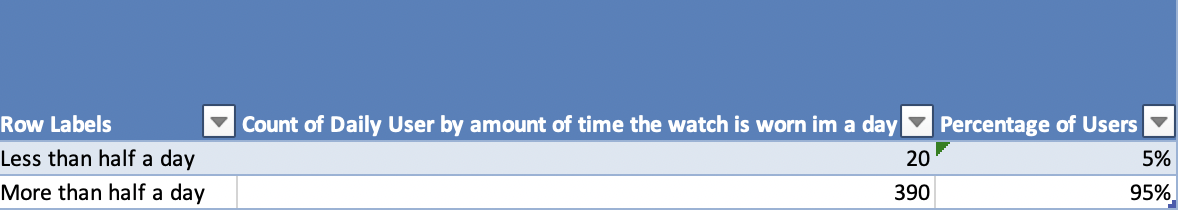 Row Labels Count of Daily User by amount of time the watch is worn im a day Percentage of Users
Less than half a day 20 5%
More than half a day 390 95%